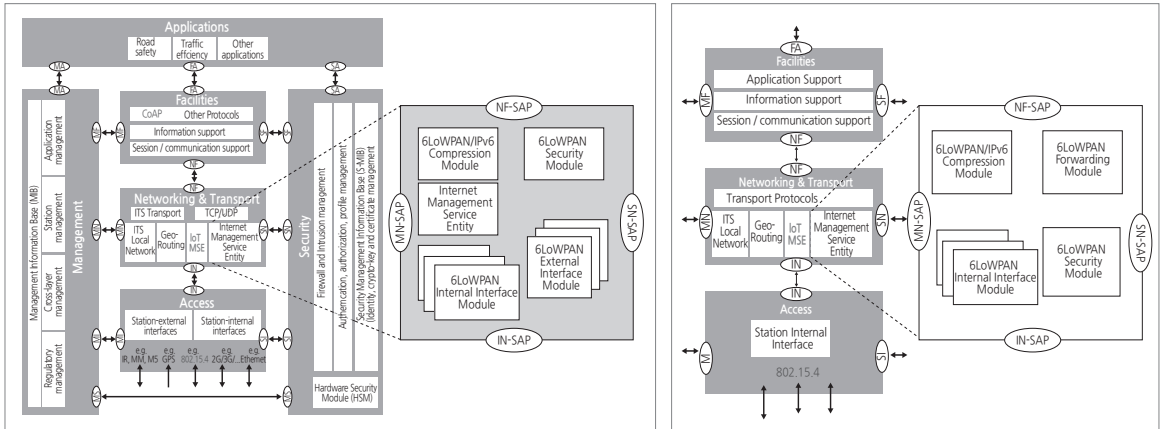 Applications
Road
safety
Traffic
efficiency
Other
applications
MA
FA
SA
MA
FA
SA
Management
Management Information Base (MIB)
Application
management
Station
management
Cross-layer
management
Regulatory
management
Facilities
CoAP
Other Protocols
Information support
Session / communication support
MF
MF
SF
SF
NF
NF
Networking & Transport
ITS Transport
TCP/UDP
ITS
Local
Network
Geo-
Routing
IoT
MSE
Internet
Management
Service
Entity
MN
MN
SN
SN
IN
IN
Access
Station-external
interfaces
Station-internal
interfaces
e.g.
IR, MM, M5
e.g.
GPS
e.g.
802.15.4
e.g.
2G/3G/...
e.g.
Ethernet
MI
MI
SI
SI
MS
MS
Security
Firewall and Intrusion management
Authentication, authorization, profile management
Security Management Information Base (S-MIB)
(Identity, crypto-key and certificate management)
Hardware Security
Module (HSM)
NF-SAP
6LoWPAN/IPv6
Compression
Module
6LoWPAN
Security
Module
Internet
Management
Service
Entity
MN-SAP
SN-SAP
6LoWPAN
External
Interface
Module
6LoWPAN
Internal Interface
Module
IN-SAP
FA
Facilities
Application Support
Information support
Session / communication support
MF
SF
NF
NF
Networking & Transport
Transport Protocols
ITS
Local
Network
Geo-
Routing
IoT
MSE
Internet
Management
Service
Entity
MN
SN
IN
IN
Access
Station Internal
Interface
802.15.4
M
IS
NF-SAP
6LoWPAN/IPv6
Compression
Module
6LoWPAN
Forwarding
Module
MN-SAP
SN-SAP
6LoWPAN
Internal Interface
Module
6LoWPAN
Security
Module
IN-SAP